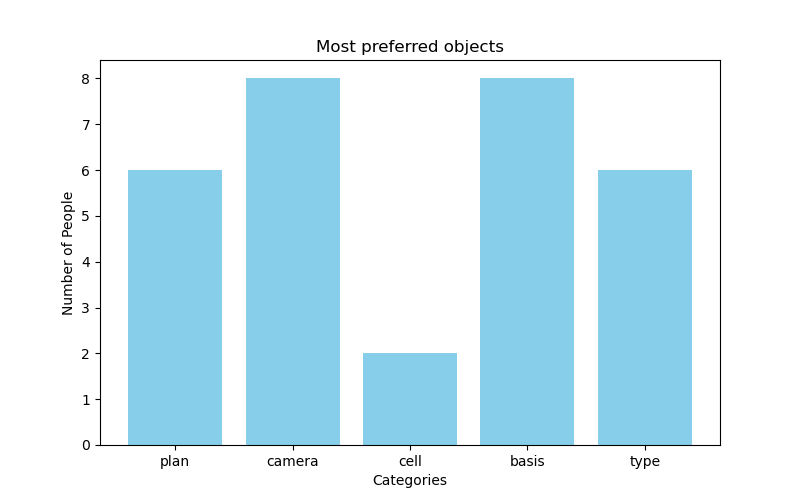 Most preferred objects
Number of People
8
7
6
5
4
3
2
1
0
plan camera cell basis type
Categories